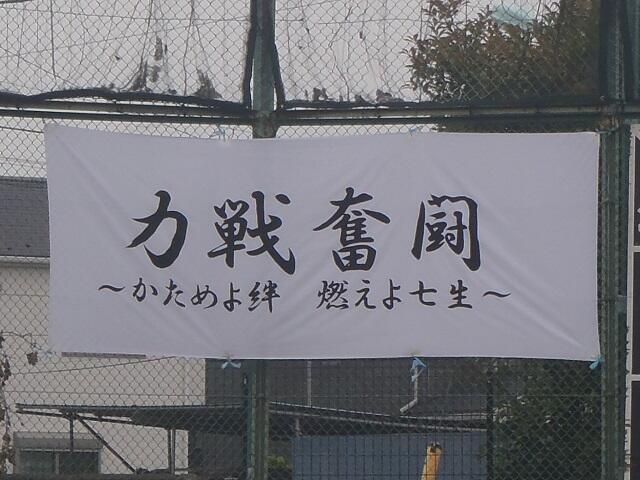 力戦奮闘
～かためよ絆　燃えよ七生～